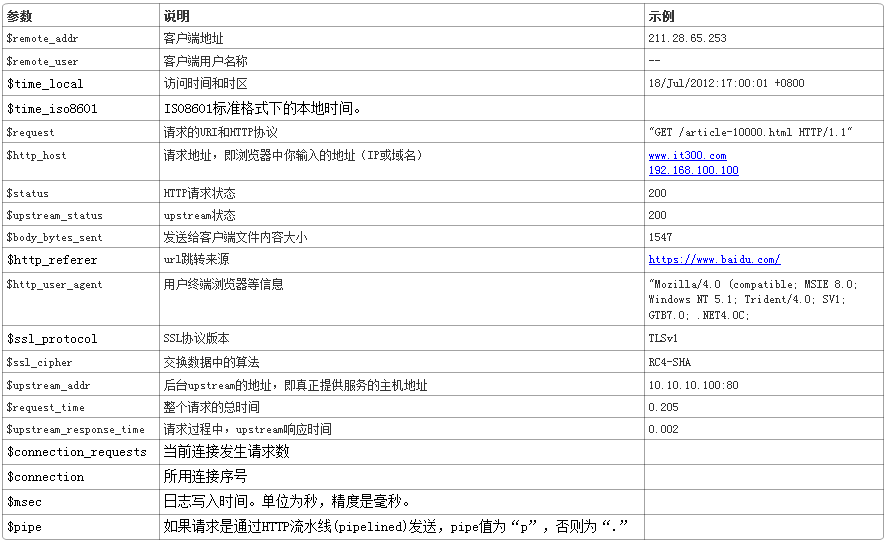 参数 说明 示例
$remote_addr 客户端地址 211.28.65.253
$remote_user 客户端用户名称 --
$time_local 访问时间和时区 18/Jul/2012:17:00:01 +0800
$time_iso8601 ISO8601标准格式下的本地时间。
$request 请求的URI和HTTP协议 "GET /article-10000.html HTTP/1.1"
$http_host 请求地址，即浏览器中你输入的地址（IP或域名） www.it300.com
192.168.100.100
$status HTTP请求状态 200
$upstream_status upstream状态 200
$body_bytes_sent 发送给客户端文件内容大小 1547
$http_referer url跳转来源 https://www.baidu.com/
$http_user_agent 用户终端浏览器等信息 "Mozilla/4.0 (compatible; MSIE 8.0;
Windows NT 5.1; Trident/4.0; SV1;
GTB7.0; .NET4.0C;
$ssl_protocol SSL协议版本 TLSv1
$ssl_cipher 交换数据中的算法 RC4-SHA
$upstream_addr 后台upstream的地址，即真正提供服务的主机地址 10.10.10.100:80
$request_time 整个请求的总时间 0.205
$upstream_response_time 请求过程中，upstream响应时间 0.002
$connection_requests 当前连接发生请求数
$connection 所用连接序号
$msec 日志写入时间。单位为秒，精度是毫秒。
$pipe 如果请求是通过HTTP流水线(pipelined)发送，pipe值为“p”，否则为“.”